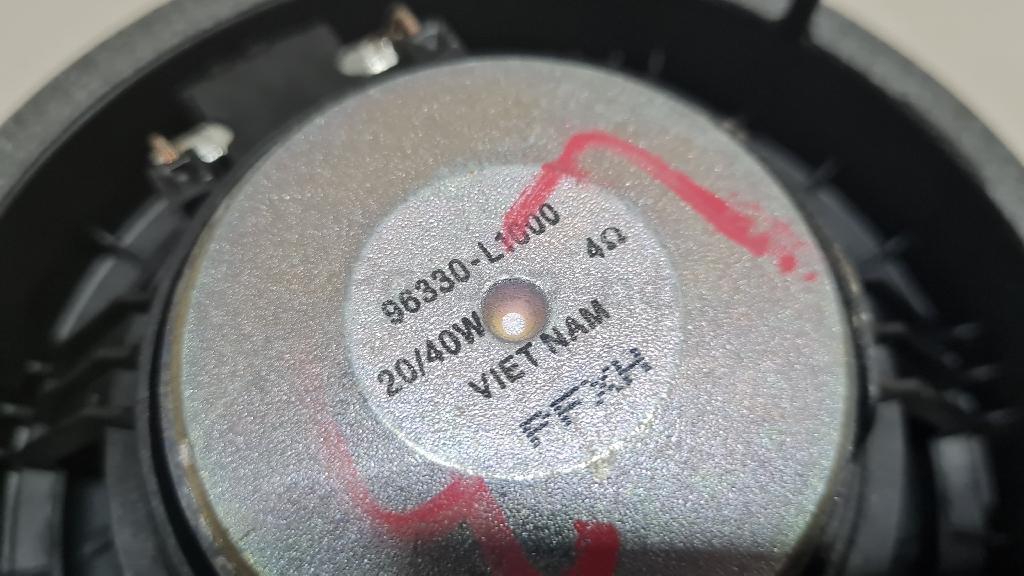 96330-L1000
4Ω
20/40W
VIETNAM
PFXH